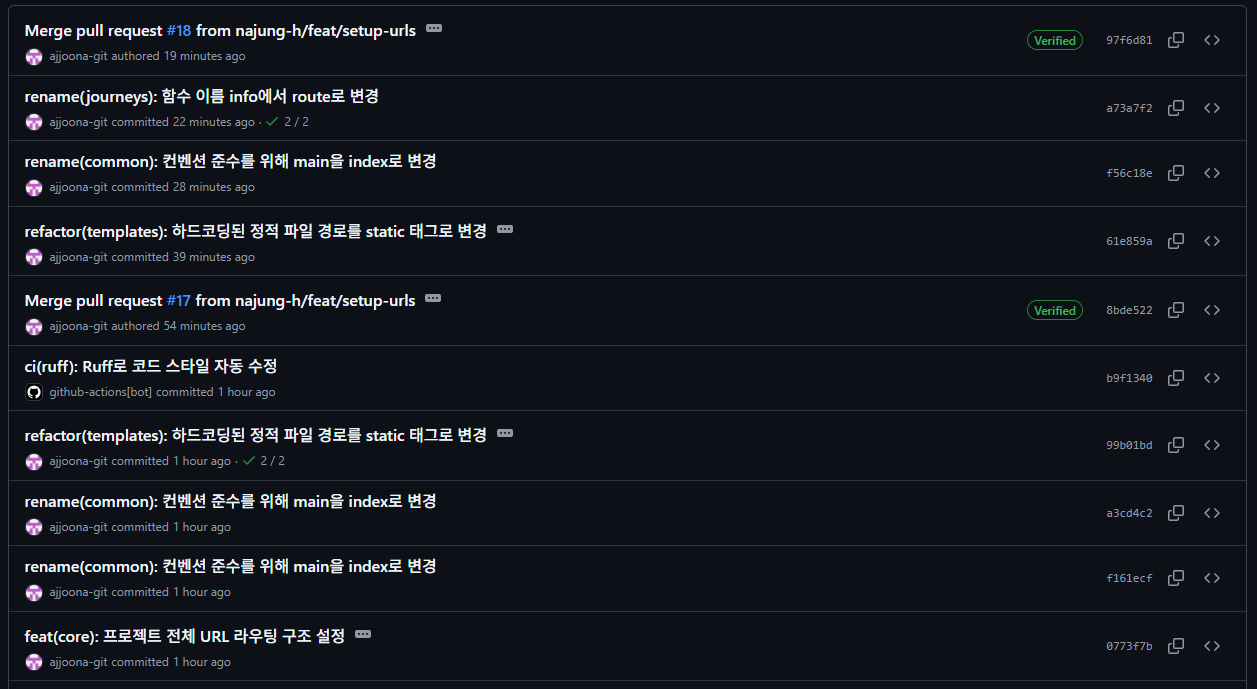 Merge pull request #18 from najung-h/feat/setup-urls
ajjoona-git authored 19 minutes ago
Verified
97f6d81
rename(journeys): 함수 이름 info에서 route로 변경
ajjoona-git committed 22 minutes ago · 2 / 2
a73a7f2
rename(common): 컨벤션 준수를 위해 main을 index로 변경
ajjoona-git committed 28 minutes ago
f56c18e
refactor(templates): 하드코딩된 정적 파일 경로를 static 태그로 변경
ajjoona-git committed 39 minutes ago
61e859a
Merge pull request #17 from najung-h/feat/setup-urls
ajjoona-git authored 54 minutes ago
Verified
8bde522
ci(ruff): Ruff로 코드 스타일 자동 수정
github-actions[bot] committed 1 hour ago
b9f1340
refactor(templates): 하드코딩된 정적 파일 경로를 static 태그로 변경
ajjoona-git committed 1 hour ago · 2 / 2
99b01bd
rename(common): 컨벤션 준수를 위해 main을 index로 변경
ajjoona-git committed 1 hour ago
a3cd4c2
rename(common): 컨벤션 준수를 위해 main을 index로 변경
ajjoona-git committed 1 hour ago
f161ecf
feat(core): 프로젝트 전체 URL 라우팅 구조 설정
ajjoona-git committed 1 hour ago
0773f7b